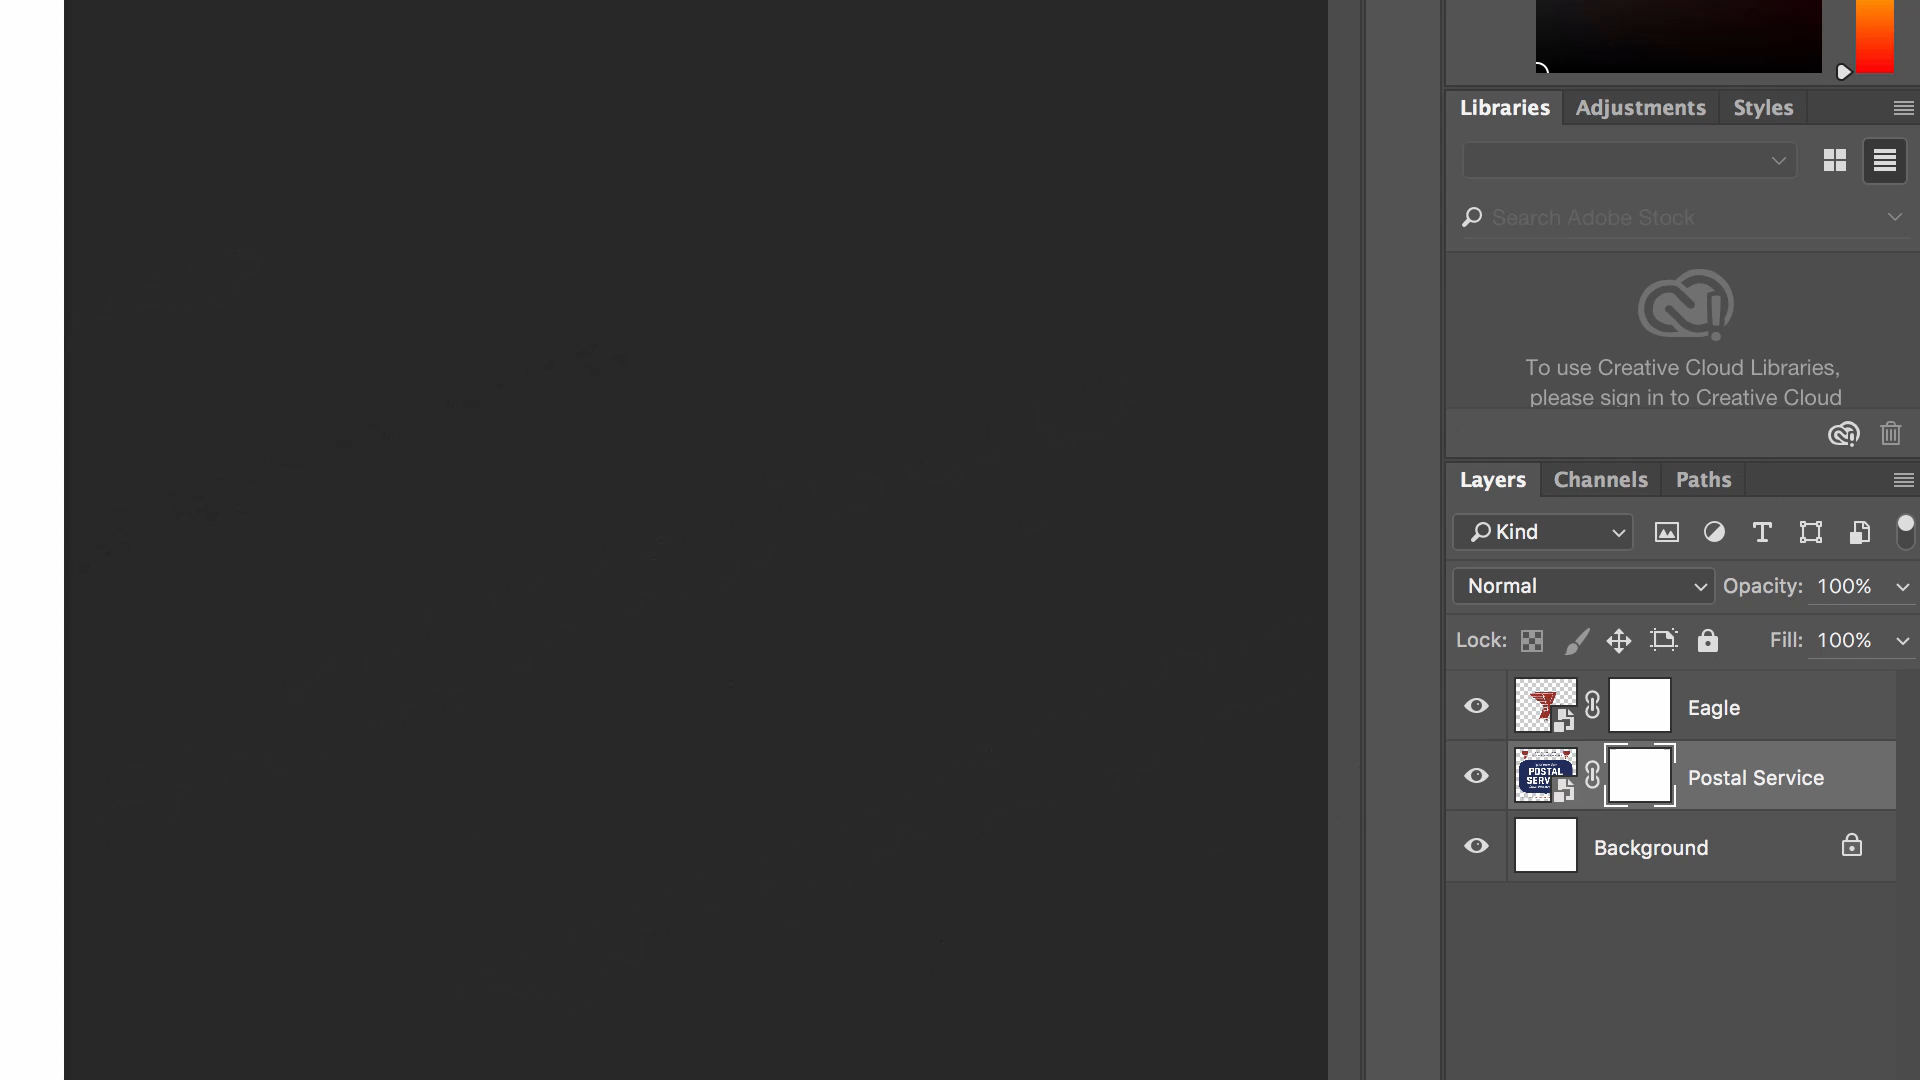 Libraries Adjustments Styles
Search Adobe Stock
To use Creative Cloud Libraries,
please sign in to Creative Cloud
Layers Channels Paths
Kind
Normal Opacity: 100%
Lock: Fill: 100%
Eagle
POSTAL
Postal Service
Background